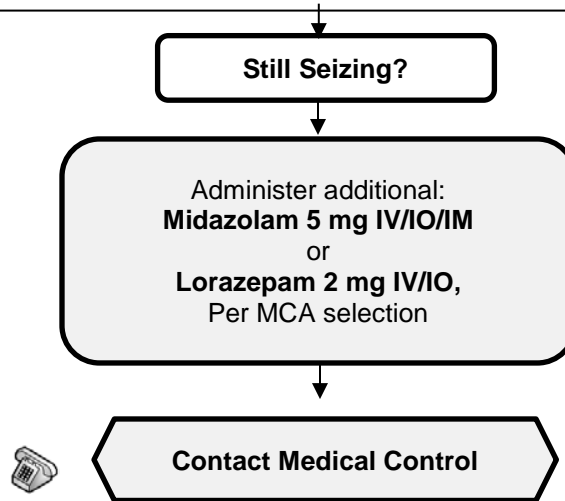 Still Seizing?
Administer additional:
Midazolam 5 mg IV/IO/IM
or
Lorazepam 2 mg IV/IO,
Per MCA selection
Contact Medical Control